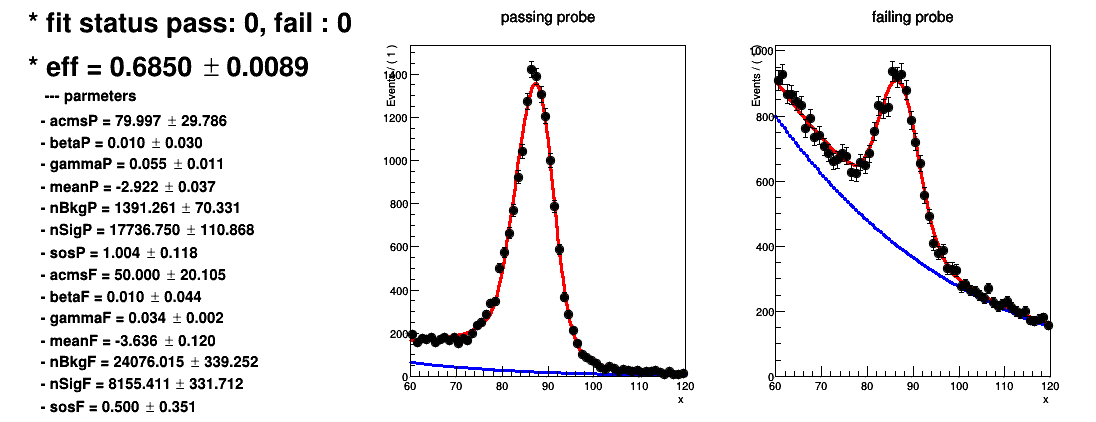 * fit status pass: 0, fail : 0
* eff = 0.6850 ± 0.0089
--- parmeters
- acmsP = 79.997 ± 29.786
- betaP = 0.010 ± 0.030
- gammaP = 0.055 ± 0.011
- meanP = -2.922 ± 0.037
- nBkgP = 1391.261 ± 70.331
- nSigP = 17736.750 ± 110.868
- sosP = 1.004 ± 0.118
- acmsF = 50.000 ± 20.105
- betaF = 0.010 ± 0.044
- gammaF = 0.034 ± 0.002
- meanF = -3.636 ± 0.120
- nBkgF = 24076.015 ± 339.252
- nSigF = 8155.411 ± 331.712
- sosF = 0.500 ± 0.351
passing probe
Events / ( 1 )
1400
1200
1000
800
600
400
200
0
60 70 80 90 100 110 120
x
failing probe
Events / ( 1 )
1000
800
600
400
200
0
60 70 80 90 100 110 120
x